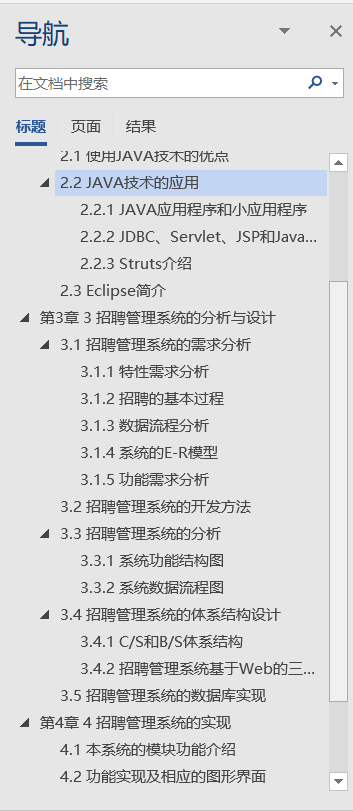 导航
在文档中搜索
标题 页面 结果
2.1 使用JAVA技术的优点
2.2 JAVA技术的应用
2.2.1 JAVA应用程序和小应用程序
2.2.2 JDBC、Servlet、JSP和Java...
2.2.3 Struts介绍
2.3 Eclipse简介
第3章 3 招聘管理系统的分析与设计
3.1 招聘管理系统的需求分析
3.1.1 特性需求分析
3.1.2 招聘的基本过程
3.1.3 数据流程分析
3.1.4 系统的E-R模型
3.1.5 功能需求分析
3.2 招聘管理系统的开发方法
3.3 招聘管理系统的分析
3.3.1 系统功能结构图
3.3.2 系统数据流程图
3.4 招聘管理系统的体系结构设计
3.4.1 C/S和B/S体系结构
3.4.2 招聘管理系统基于Web的三...
3.5 招聘管理系统的数据库实现
第4章 4 招聘管理系统的实现
4.1 本系统的模块功能介绍
4.2 功能实现及相应的图形界面